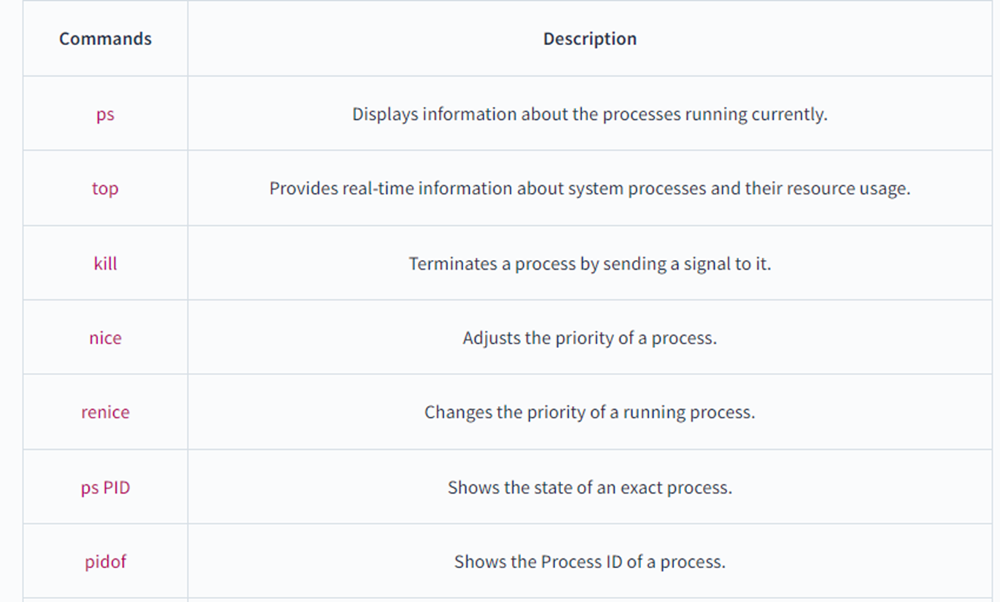 Commands Description
ps Displays information about the processes running currently.
top Provides real-time information about system processes and their resource usage.
kill Terminates a process by sending a signal to it.
nice Adjusts the priority of a process.
renice Changes the priority of a running process.
ps PID Shows the state of an exact process.
pidof Shows the Process ID of a process.